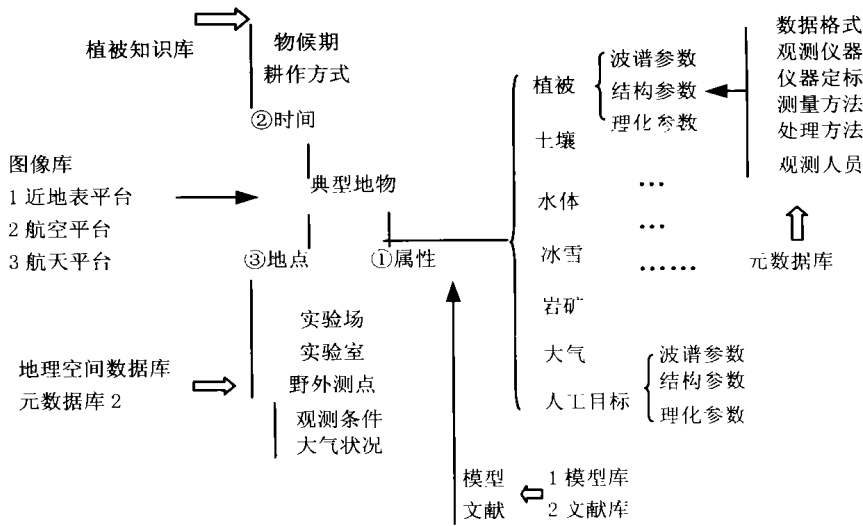 植被知识库
物候期
耕作方式
②时间
图像库
1 近地表平台
2 航空平台
3 航天平台
典型地物
③地点
①属性
实验场
实验室
野外测点
观测条件
大气状况
地理空间数据库
元数据库 2
植被
波谱参数
结构参数
理化参数
土壤
水体
…
冰雪
…
……
岩矿
大气
人工目标
波谱参数
结构参数
理化参数
数据格式
观测仪器
仪器定标
测量方法
处理方法
观测人员
元数据库
模型
文献
1 模型库
2 文献库